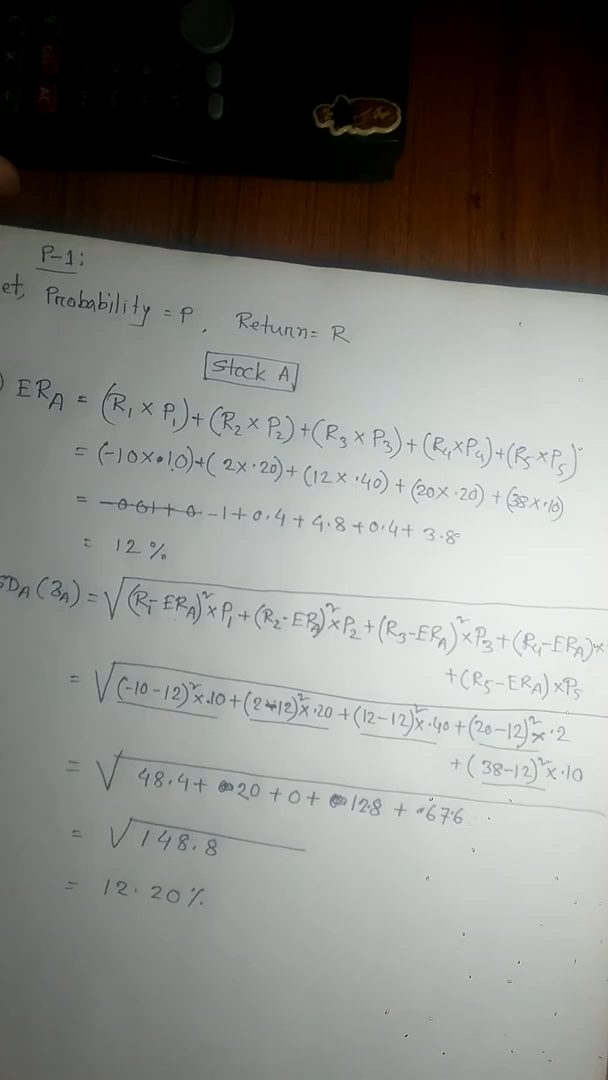 P-1:
et, Probability = P, Return = R
Stock A
) ERA = (R1 × P1) + (R2 × P2) + (R3 × P3) + (R4×P4) + (R5×P5)
= (-10×.10) + (2×.20) + (12×.40) + (20×.20) + (38×.10)
= -1 + 0.4 + 4.8 + 0.4 + 3.8
= 12%
SDA (ƷA) = √(R1-ERA)²×P1 + (R2-ERA)²×P2 + (R3-ERA)²×P3 + (R4-ERA)×
+ (R5-ERA)×P5
= √(-10-12)²×.10 + (2-12)²×.20 + (12-12)²×.40 + (20-12)²×.2
+ (38-12)²×.10
= √48.4 + 20 + 0 + 12.8 + 67.6
= √148.8
= 12.20%
AC